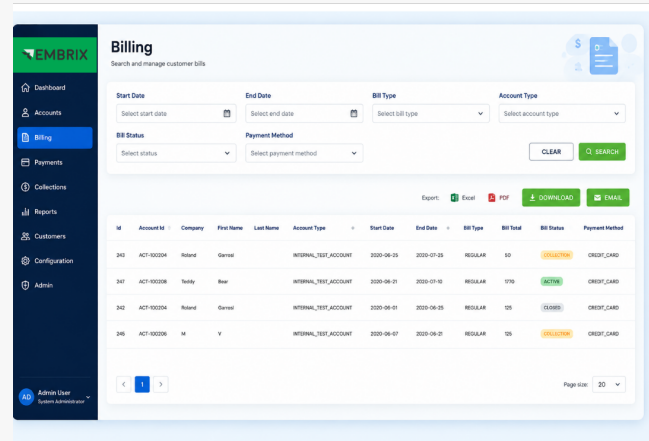 EMBRIX
Dashboard
Accounts
Billing
Payments
Collections
Reports
Customers
Configuration
Admin
AD
Admin User
System Administrator
Billing
Search and manage customer bills
Start Date End Date Bill Type Account Type
Select start date Select end date Select bill type Select account type
Bill Status Payment Method
Select status Select payment method CLEAR SEARCH
Export: Excel PDF DOWNLOAD EMAIL
Id Account Id Company First Name Last Name Account Type Start Date End Date Bill Type Bill Total Bill Status Payment Method
343 ACT-100204 Roland Garrosi INTERNAL_TEST_ACCOUNT 2020-06-25 2020-07-25 REGULAR 50 COLLECTION CREDIT_CARD
347 ACT-100208 Teddy Bear INTERNAL_TEST_ACCOUNT 2020-06-21 2020-07-10 REGULAR 1770 ACTIVE CREDIT_CARD
342 ACT-100204 Roland Garrosi INTERNAL_TEST_ACCOUNT 2020-06-01 2020-06-25 REGULAR 125 CLOSED CREDIT_CARD
346 ACT-100206 M V INTERNAL_TEST_ACCOUNT 2020-06-07 2020-06-21 REGULAR 125 COLLECTION CREDIT_CARD
1 Page size: 20